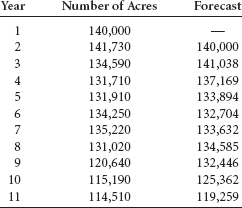 Year Number of Acres Forecast
1 140,000 —
2 141,730 140,000
3 134,590 141,038
4 131,710 137,169
5 131,910 133,894
6 134,250 132,704
7 135,220 133,632
8 131,020 134,585
9 120,640 132,446
10 115,190 125,362
11 114,510 119,259